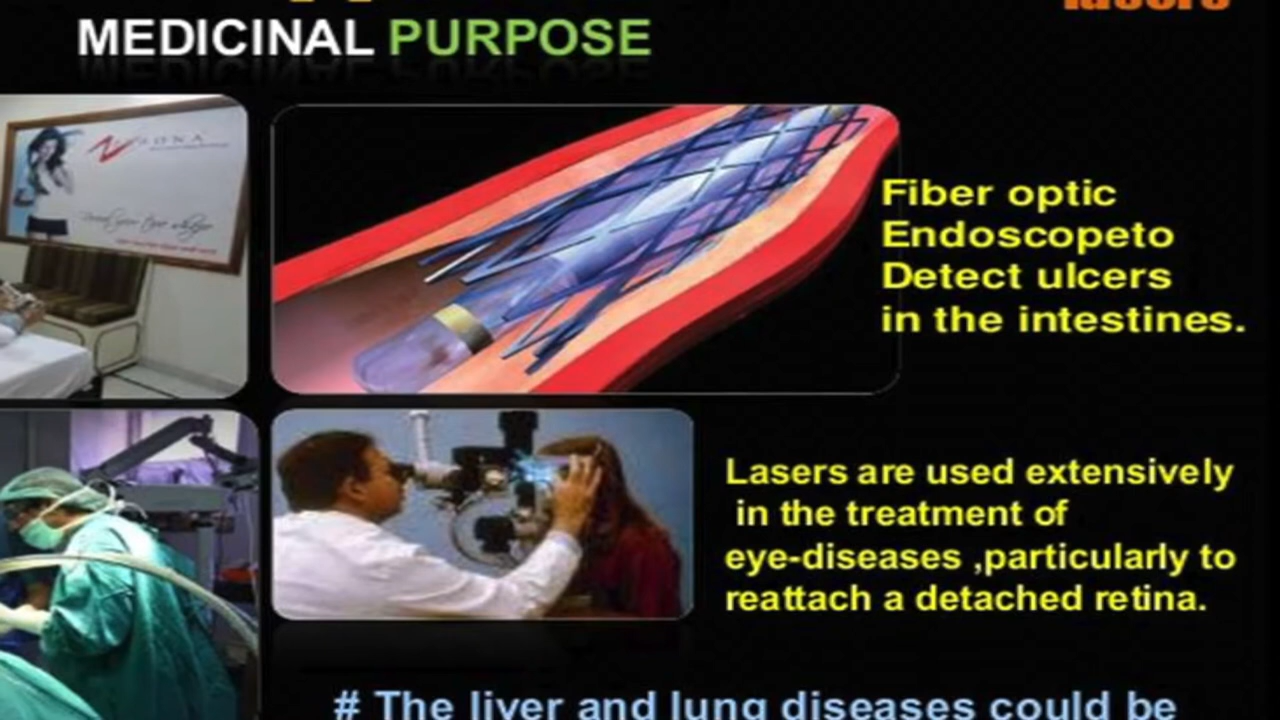 MEDICINAL PURPOSE
Fiber optic
Endoscopeto
Detect ulcers
in the intestines.
Lasers are used extensively
in the treatment of
eye-diseases ,particularly to
reattach a detached retina.
# The liver and lung diseases could be